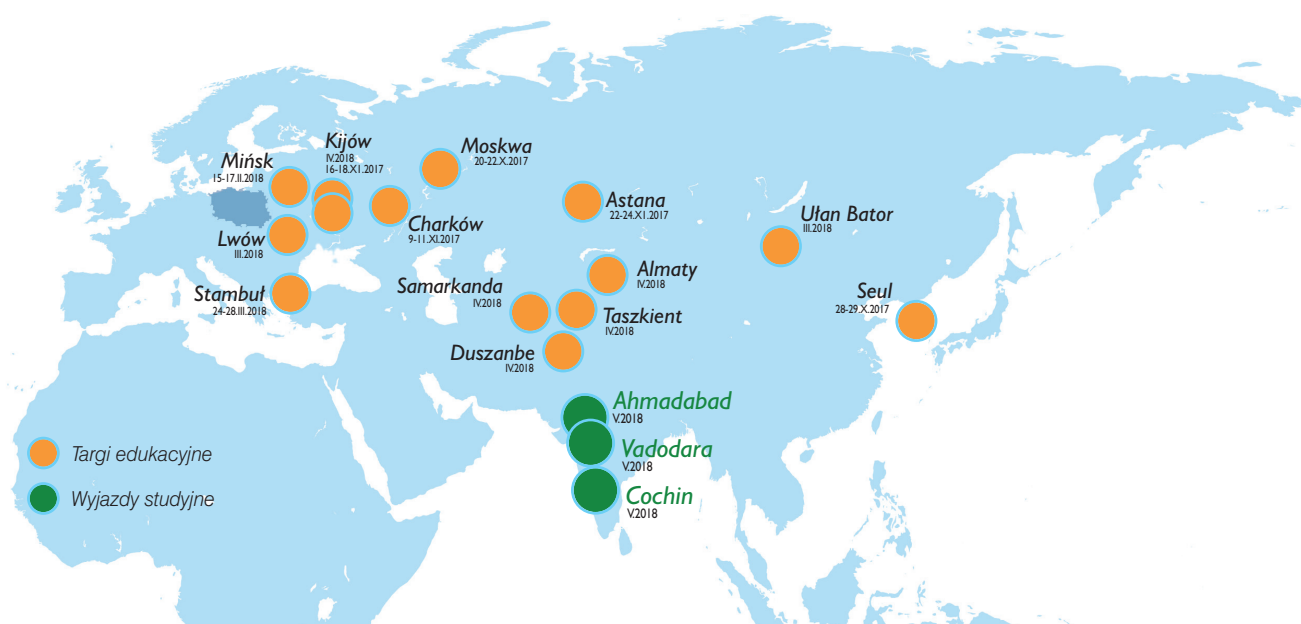 Kijów
IV.2018
16-18.XI.2017
Moskwa
20-22.X.2017
Mińsk
15-17.II.2018
Astana
22-24.XI.2017
Ułan Bator
III.2018
Charków
9-11.XI.2017
Lwów
III.2018
Almaty
IV.2018
Samarkanda
IV.2018
Seul
28-29.X.2017
Stambuł
24-28.III.2018
Taszkient
IV.2018
Duszanbe
IV.2018
Ahmadabad
V.2018
Vadodara
V.2018
Cochin
V.2018
Targi edukacyjne
Wyjazdy studyjne